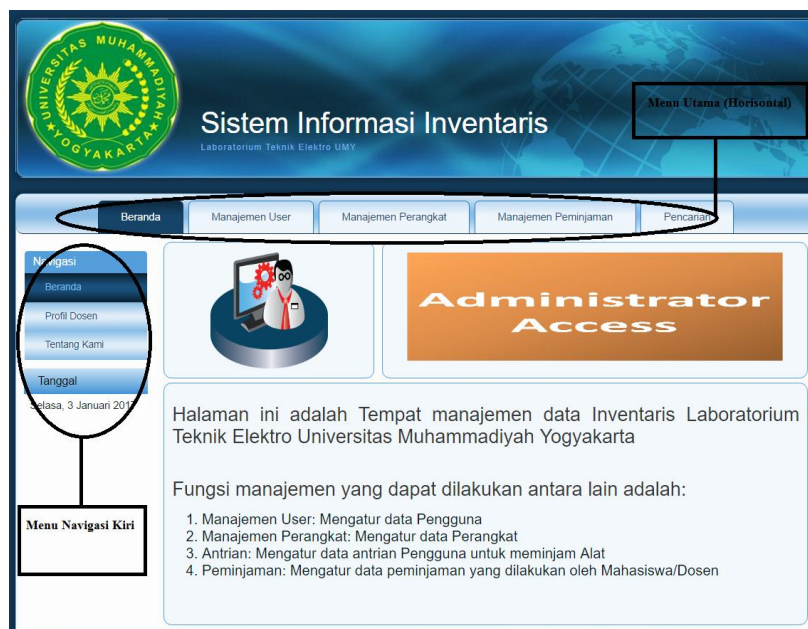 UNIVERSITAS MUHAMMADIYAH
YOGYAKARTA
Sistem Informasi Inventaris
Laboratorium Teknik Elektro UMY
Menu Utama (Horisontal)
Beranda
Manajemen User
Manajemen Perangkat
Manajemen Peminjaman
Pencarian
Navigasi
Beranda
Profil Dosen
Tentang Kami
Tanggal
Selasa, 3 Januari 2017
Menu Navigasi Kiri
Administrator
Access
Halaman ini adalah Tempat manajemen data Inventaris Laboratorium
Teknik Elektro Universitas Muhammadiyah Yogyakarta
Fungsi manajemen yang dapat dilakukan antara lain adalah:
1. Manajemen User: Mengatur data Pengguna
2. Manajemen Perangkat: Mengatur data Perangkat
3. Antrian: Mengatur data antrian Pengguna untuk meminjam Alat
4. Peminjaman: Mengatur data peminjaman yang dilakukan oleh Mahasiswa/Dosen